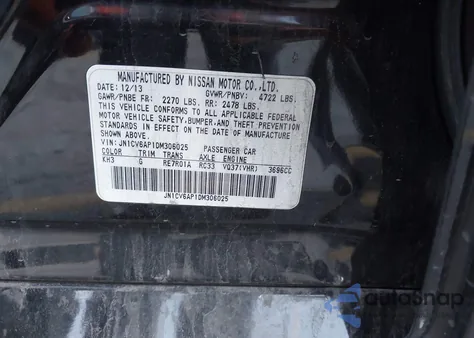 MANUFACTURED BY NISSAN MOTOR CO.,LTD.
DATE: 12/13 GVWR/PNBV: 4722 LBS.
GAWR/PNBE FR: 2270 LBS. RR: 2478 LBS.
THIS VEHICLE CONFORMS TO ALL APPLICABLE FEDERAL
MOTOR VEHICLE SAFETY,BUMPER,AND THEFT PREVENTION
STANDARDS IN EFFECT ON THE DATE OF MANUFACTURE
SHOWN ABOVE.
VIN: JN1CV6AP1DM306025 PASSENGER CAR
COLOR TRIM TRANS AXLE ENGINE
KH3 G RE7R01A RC33 VQ37(VHR) 3696CC
JN1CV6AP1DM306025
autoSnap